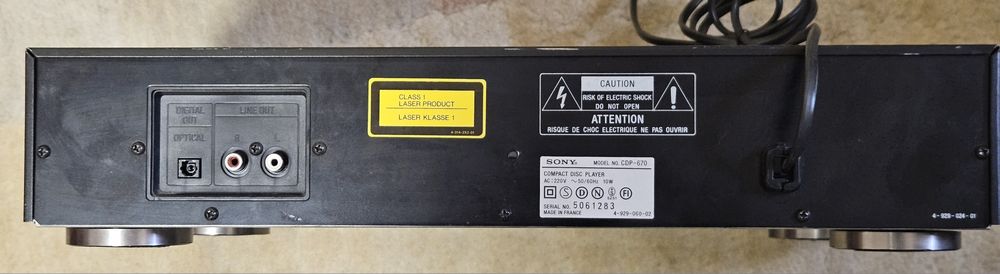 DIGITAL
OUT
LINE OUT
OPTICAL
R
CLASS 1
LASER PRODUCT
LASER KLASSE 1
CAUTION
RISK OF ELECTRIC SHOCK
DO NOT OPEN
ATTENTION
RISQUE DE CHOC ELECTRIQUE NE PAS OUVRIR
SONY® MODEL NO. CDP-670
COMPACT DISC PLAYER
AC:220V ~50/60Hz 10W
S D N FI
SERIAL NO. 5061283
MADE IN FRANCE 4-929-060-02
4-929-024-01